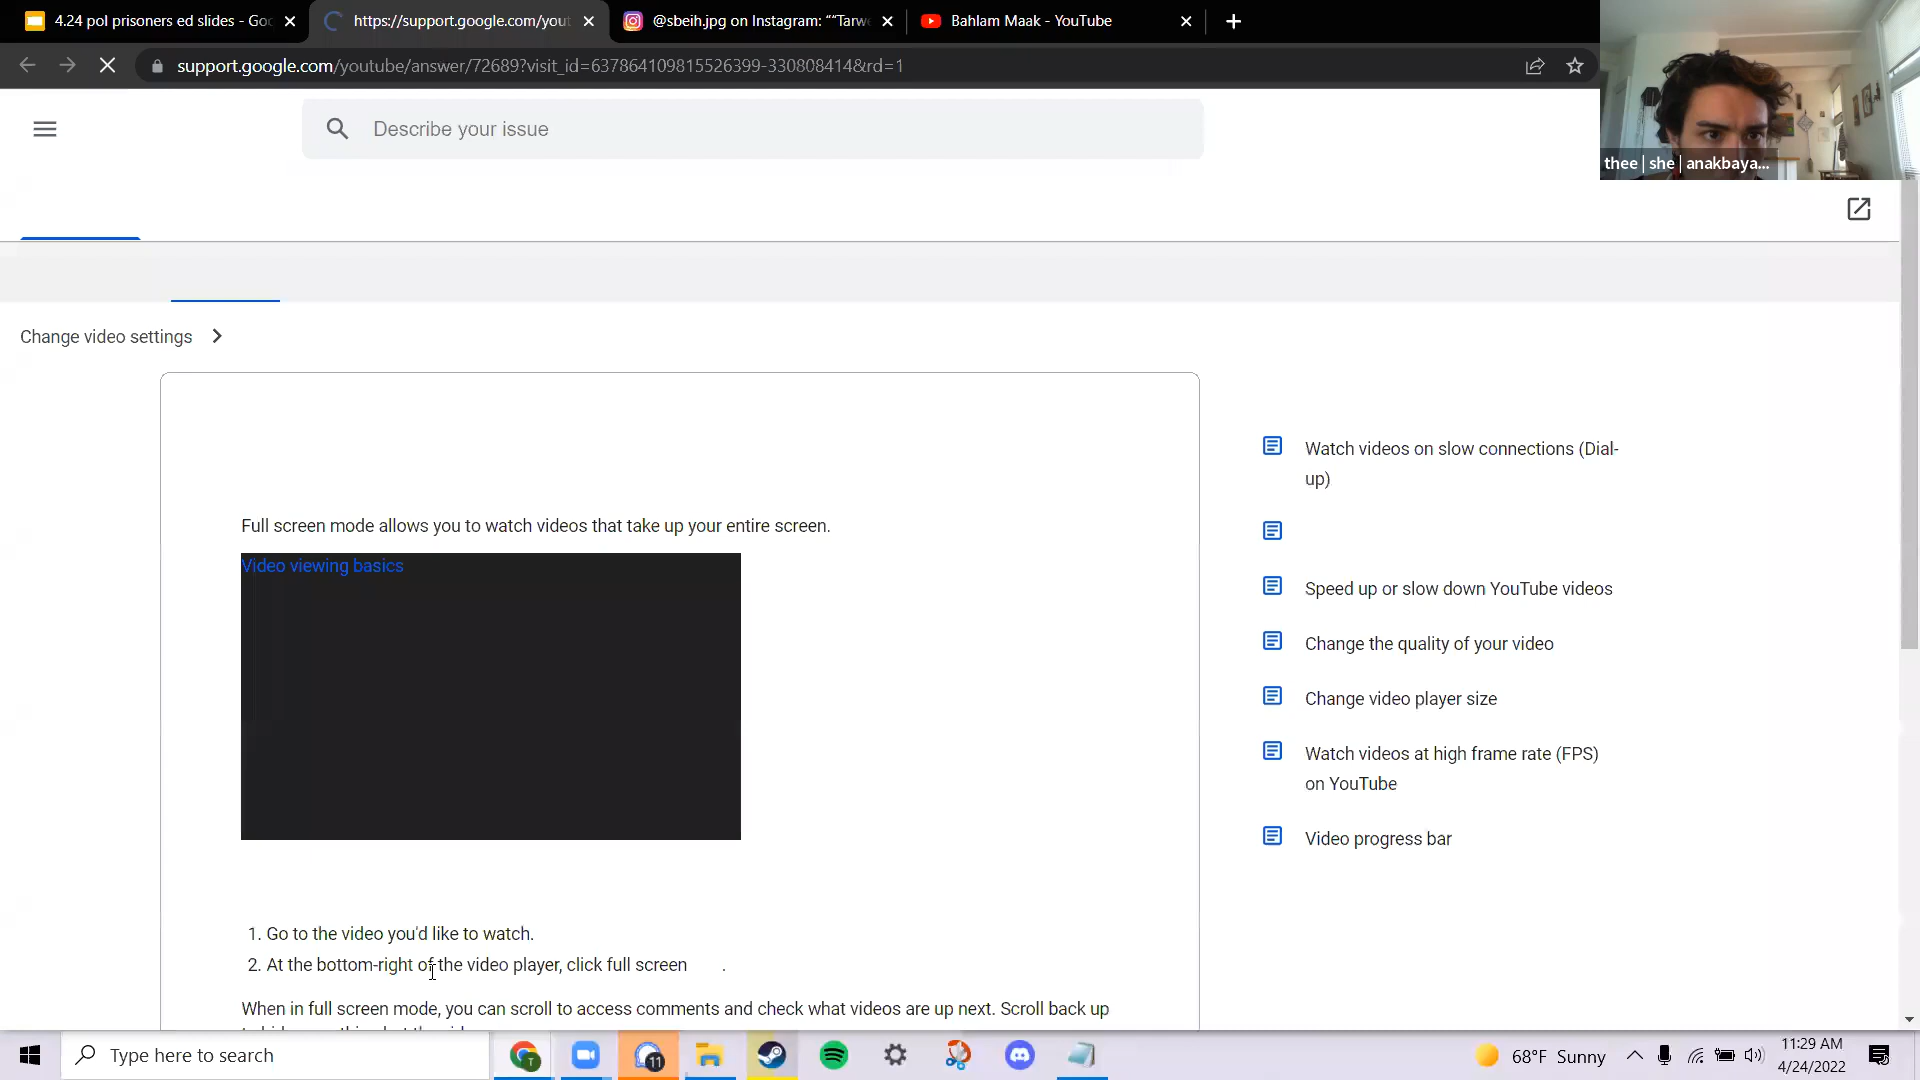 4.24 pol prisoners ed slides - Goo
https://support.google.com/yout
@sbeih.jpg on Instagram: "“Tarwe
Bahlam Maak - YouTube
support.google.com/youtube/answer/72689?visit_id=637864109815526399-330808414&rd=1
thee | she | anakbaya...
Describe your issue
Change video settings
Full screen mode allows you to watch videos that take up your entire screen.
Video viewing basics
1. Go to the video you'd like to watch.
2. At the bottom-right of the video player, click full screen .
When in full screen mode, you can scroll to access comments and check what videos are up next. Scroll back up
Watch videos on slow connections (Dial-
up)
Speed up or slow down YouTube videos
Change the quality of your video
Change video player size
Watch videos at high frame rate (FPS)
on YouTube
Video progress bar
Type here to search
T
11
68°F Sunny
11:29 AM
4/24/2022